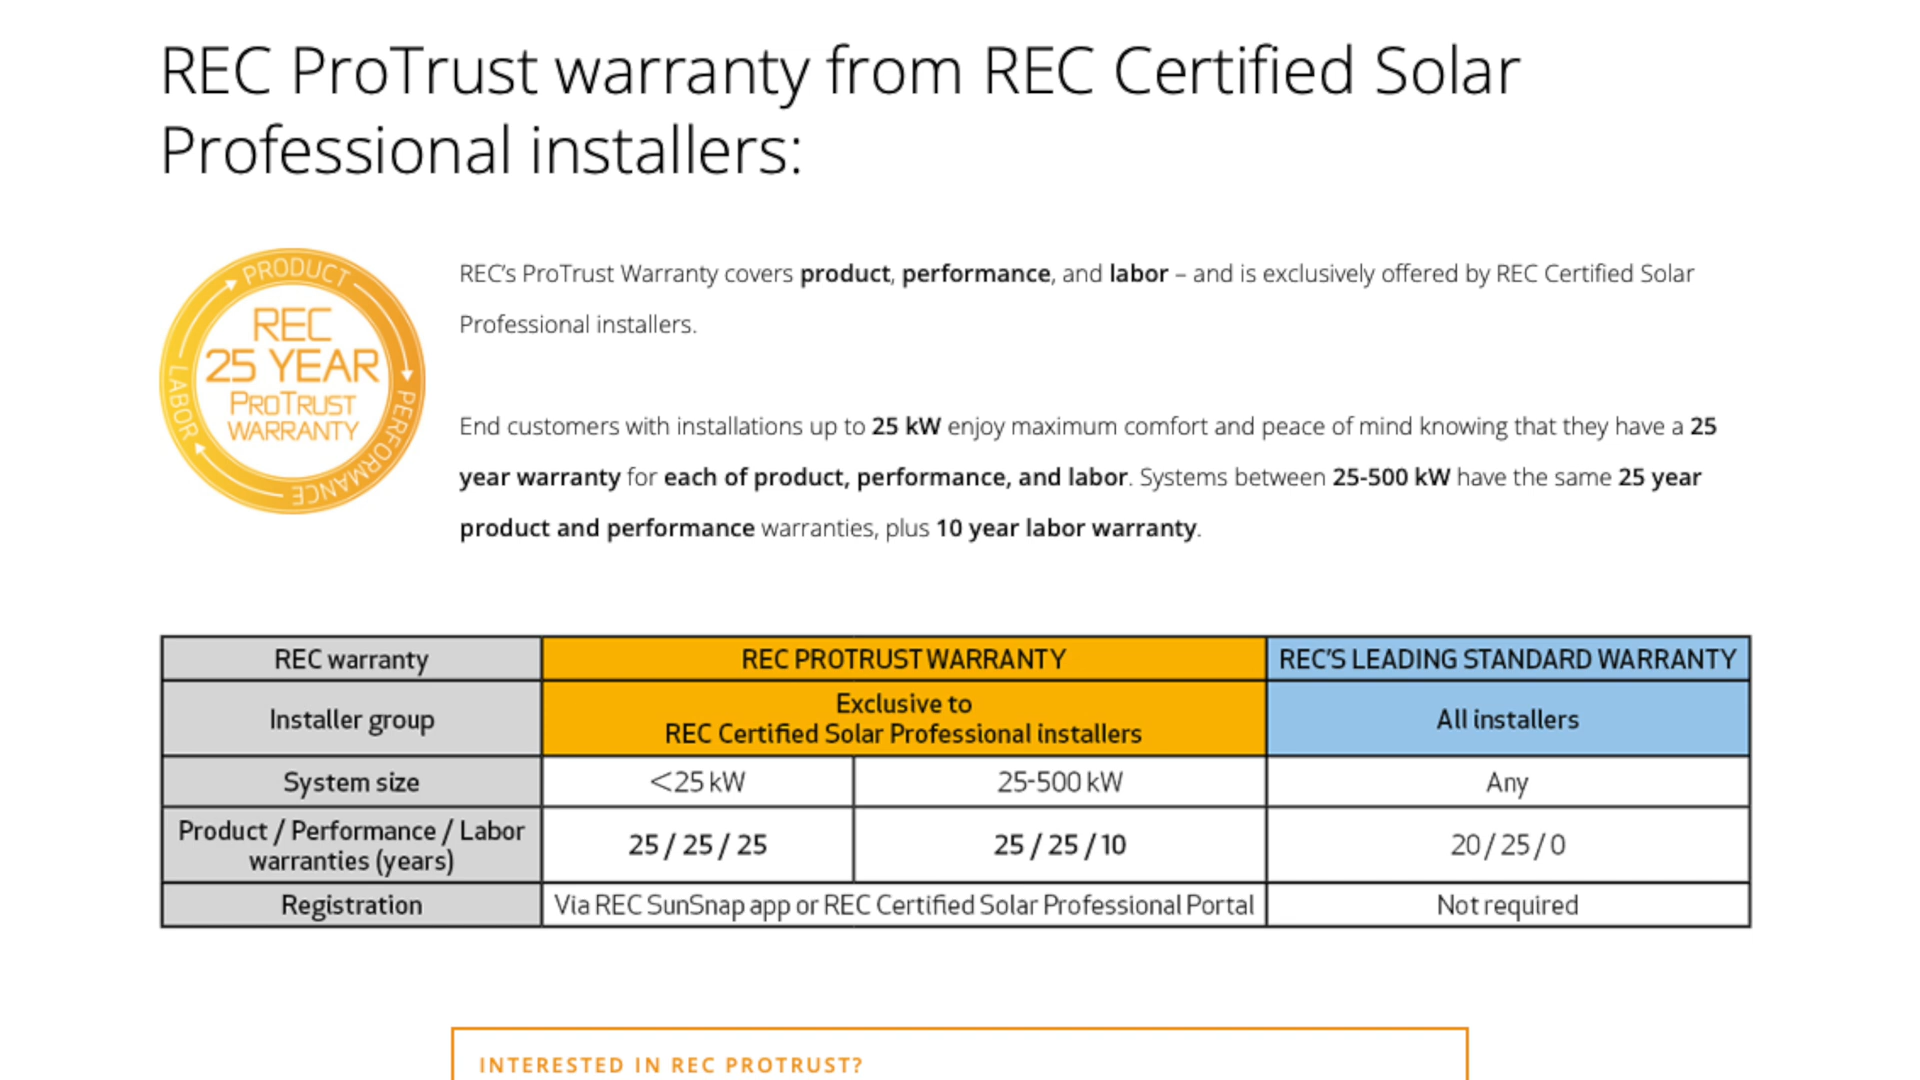 REC ProTrust warranty from REC Certified Solar
Professional installers:
PRODUCT
PERFORMANCE
LABOR
REC
25 YEAR
PROTRUST
WARRANTY
REC's ProTrust Warranty covers product, performance, and labor – and is exclusively offered by REC Certified Solar
Professional installers.
End customers with installations up to 25 kW enjoy maximum comfort and peace of mind knowing that they have a 25
year warranty for each of product, performance, and labor. Systems between 25-500 kW have the same 25 year
product and performance warranties, plus 10 year labor warranty.
REC warranty
REC PROTRUST WARRANTY
REC'S LEADING STANDARD WARRANTY
Installer group
Exclusive to
REC Certified Solar Professional installers
All installers
System size
<25 kW
25-500 kW
Any
Product / Performance / Labor
warranties (years)
25 / 25 / 25
25 / 25 / 10
20 / 25 / 0
Registration
Via REC SunSnap app or REC Certified Solar Professional Portal
Not required
INTERESTED IN REC PROTRUST?